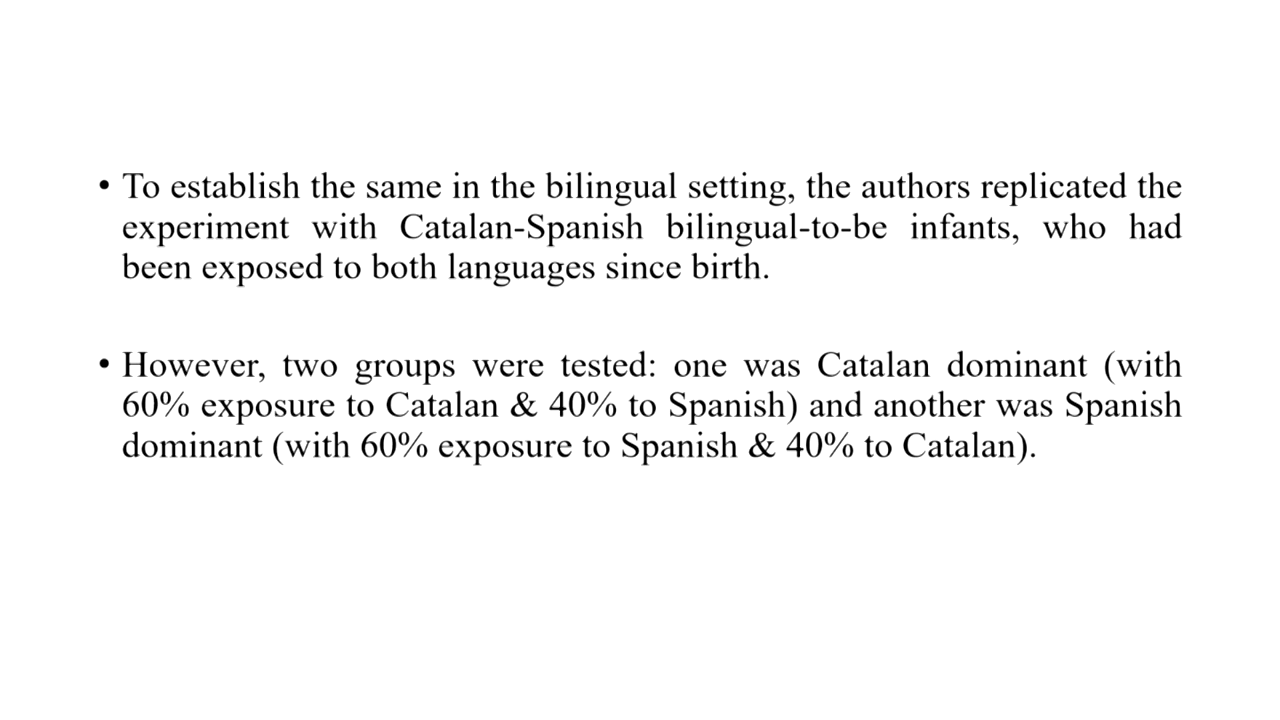 • To establish the same in the bilingual setting, the authors replicated the
experiment with Catalan-Spanish bilingual-to-be infants, who had
been exposed to both languages since birth.
• However, two groups were tested: one was Catalan dominant (with
60% exposure to Catalan & 40% to Spanish) and another was Spanish
dominant (with 60% exposure to Spanish & 40% to Catalan).